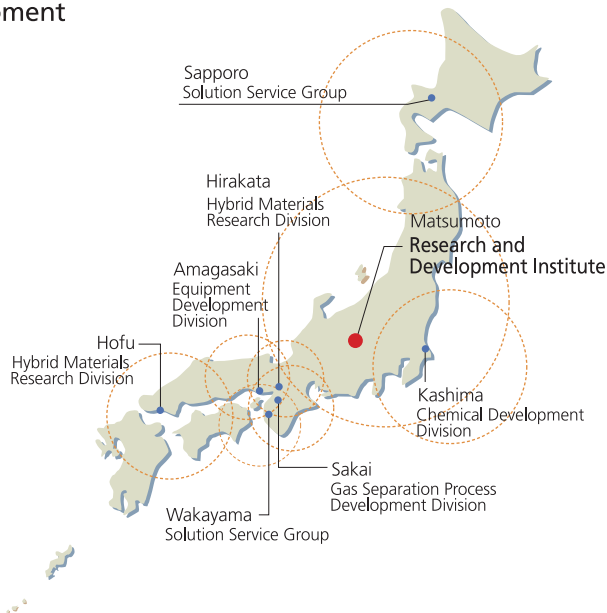 Sapporo
Solution Service Group
Hirakata
Hybrid Materials
Research Division
Matsumoto
Research and
Development Institute
Amagasaki
Equipment
Development
Division
Hofu
Hybrid Materials
Research Division
Kashima
Chemical Development
Division
Sakai
Gas Separation Process
Development Division
Wakayama
Solution Service Group